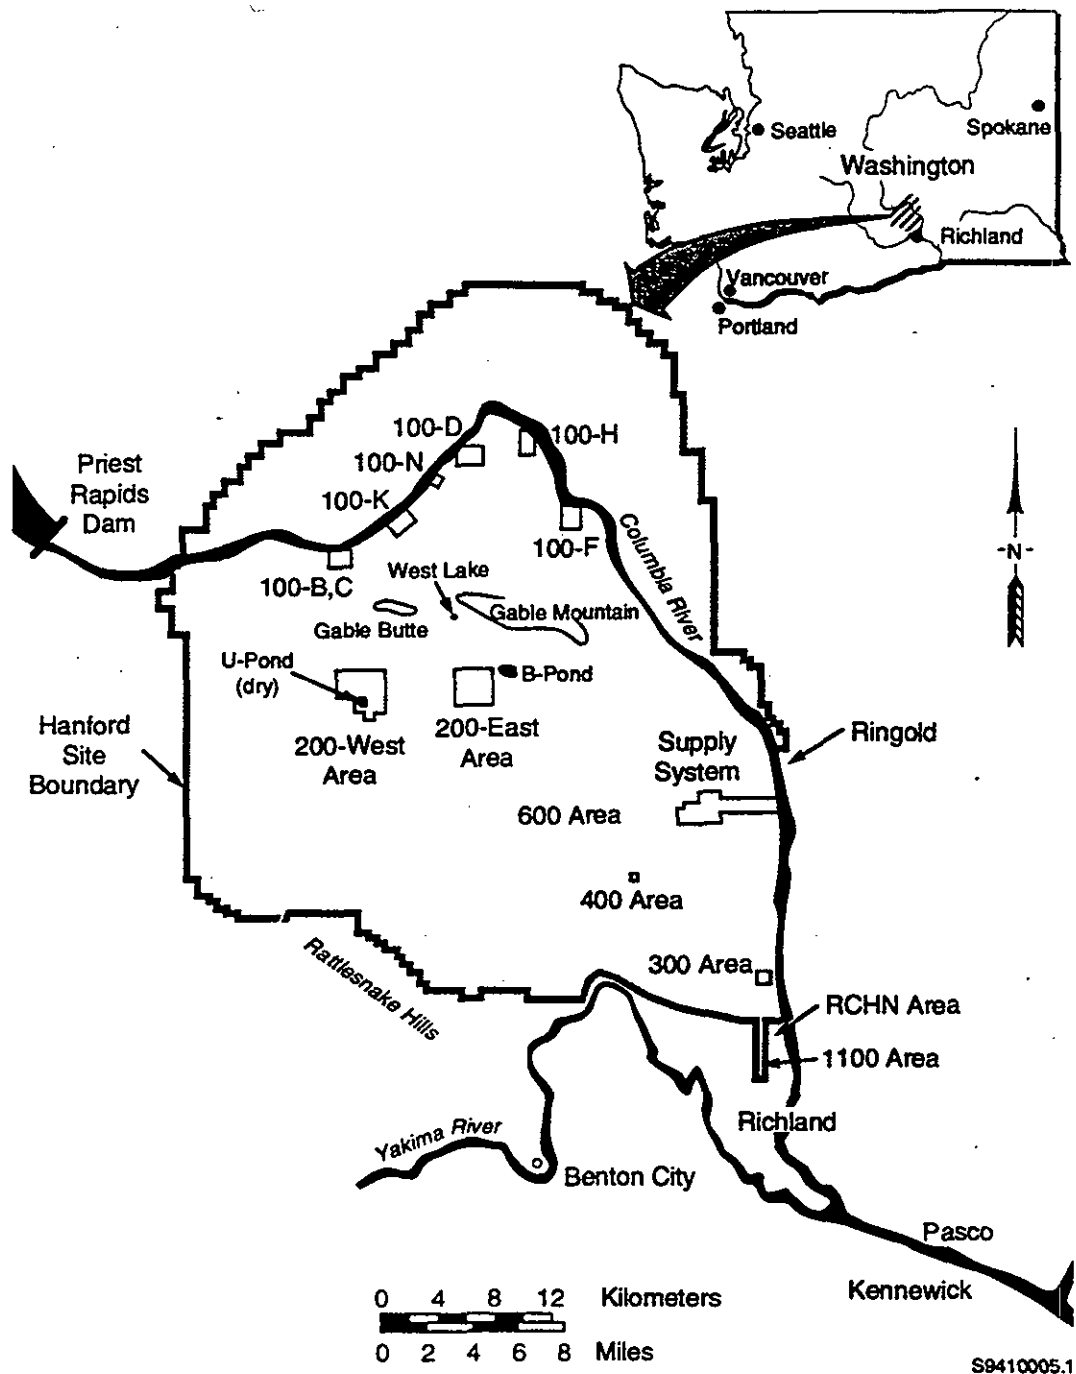 Seattle
Spokane
Washington
Richland
Vancouver
Portland
100-D
100-H
100-N
Priest
Rapids
Dam
100-K
100-F
Columbia River
-N-
100-B,C
West Lake
Gable Mountain
Gable Butte
U-Pond
(dry)
B-Pond
Hanford
Site
Boundary
200-West
Area
200-East
Area
Supply
System
Ringold
600 Area
400 Area
300 Area
Rattlesnake Hills
RCHN Area
1100 Area
Richland
Yakima River
Benton City
Pasco
Kennewick
0 4 8 12 Kilometers
0 2 4 6 8 Miles
S9410005.1